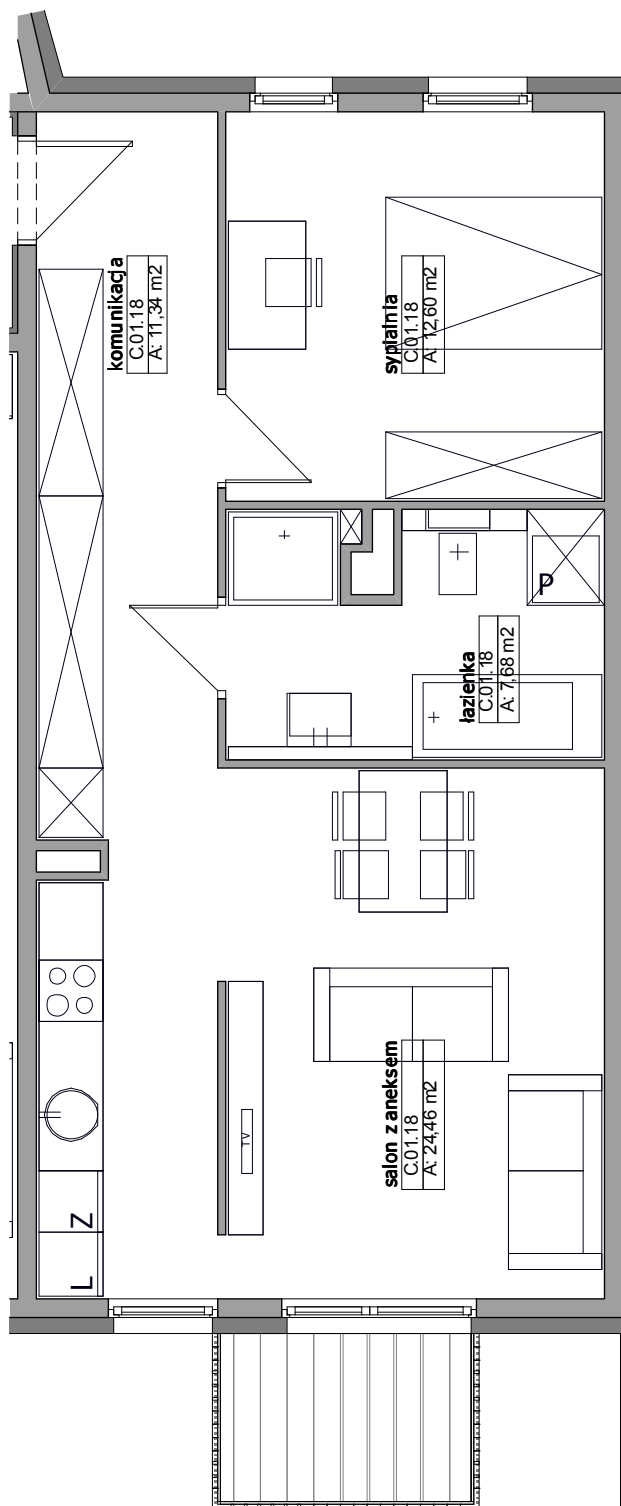 komunikacja
C.01.18
A: 11,34 m2
sypialnia
C.01.18
A: 12,60 m2
P
łazienka
C.01.18
A: 7,68 m2
salon z aneksem
C.01.18
A: 24,46 m2
TV
Z
L